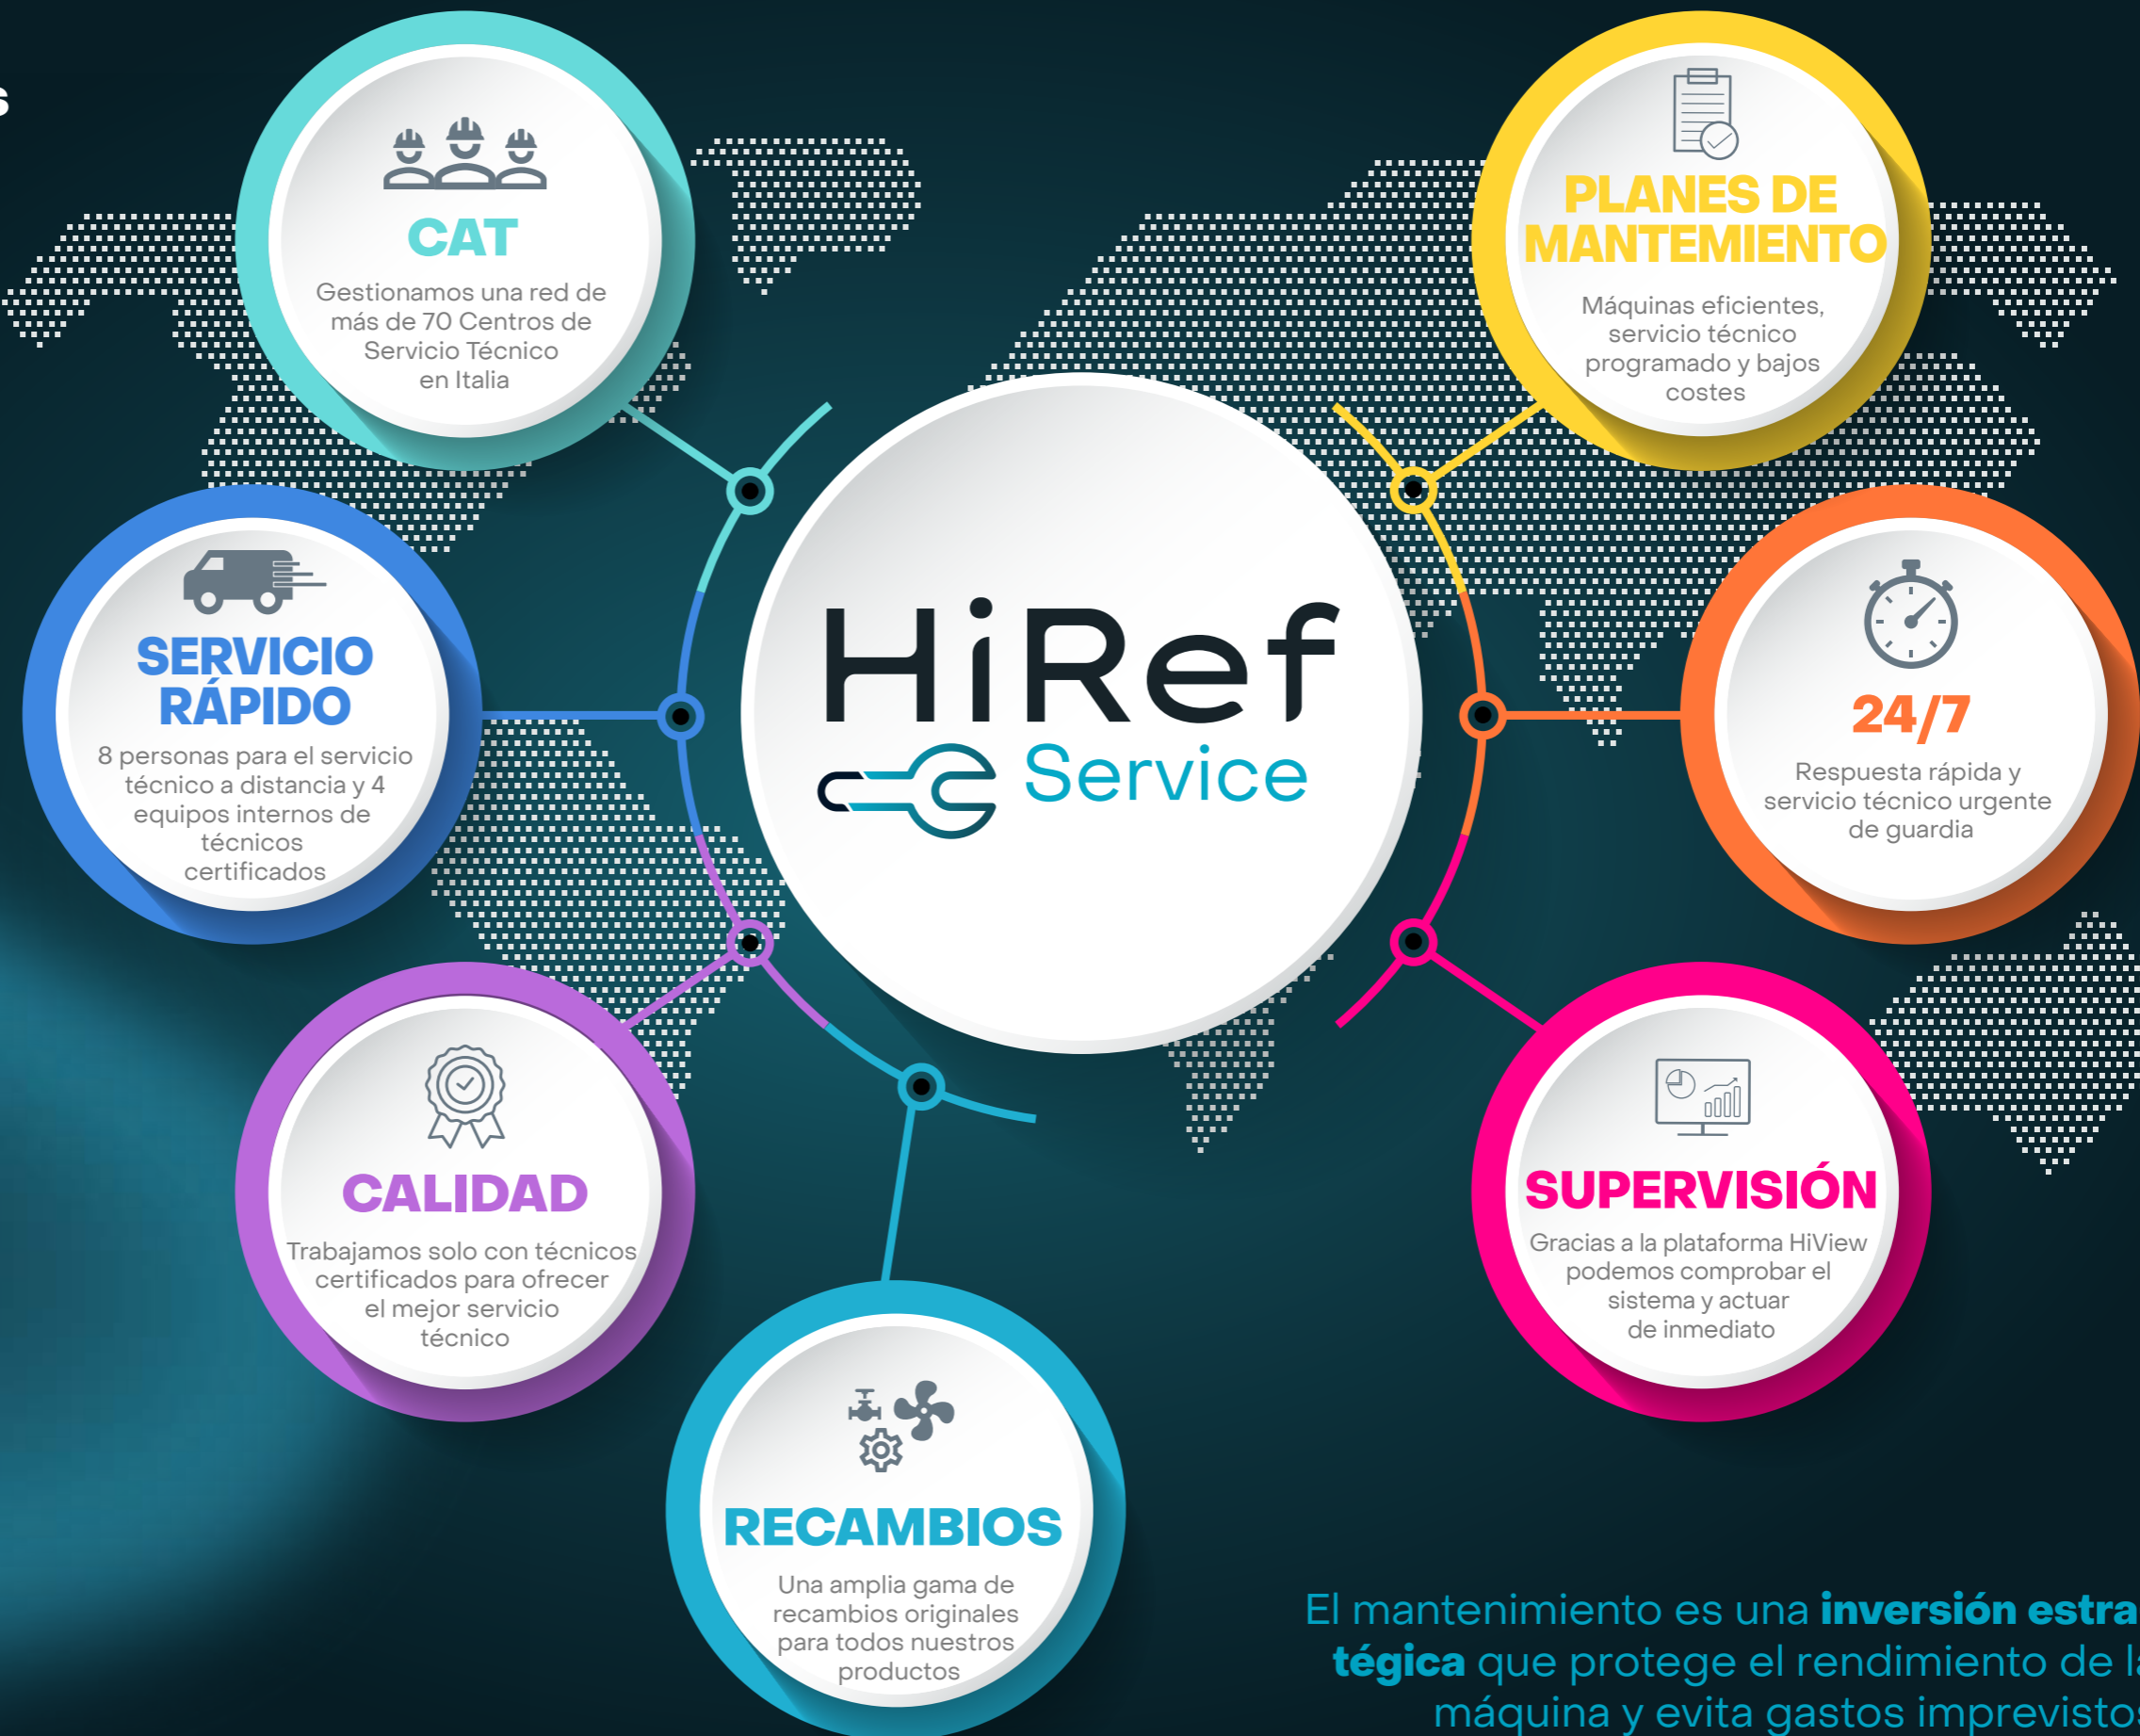 s
CAT
Gestionamos una red de
más de 70 Centros de
Servicio Técnico
en Italia
PLANES DE
MANTEMIENTO
Máquinas eficientes,
servicio técnico
programado y bajos
costes
SERVICIO
RÁPIDO
8 personas para el servicio
técnico a distancia y 4
equipos internos de
técnicos
certificados
HiRef
Service
24/7
Respuesta rápida y
servicio técnico urgente
de guardia
CALIDAD
Trabajamos solo con técnicos
certificados para ofrecer
el mejor servicio
técnico
SUPERVISIÓN
Gracias a la plataforma HiView
podemos comprobar el
sistema y actuar
de inmediato
RECAMBIOS
Una amplia gama de
recambios originales
para todos nuestros
productos
El mantenimiento es una inversión estra
tégica que protege el rendimiento de la
máquina y evita gastos imprevistos